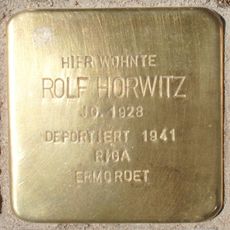 HIER WOHNTE
ROLF HORWITZ
JG. 1928
DEPORTIERT 1941
RIGA
ERMORDET